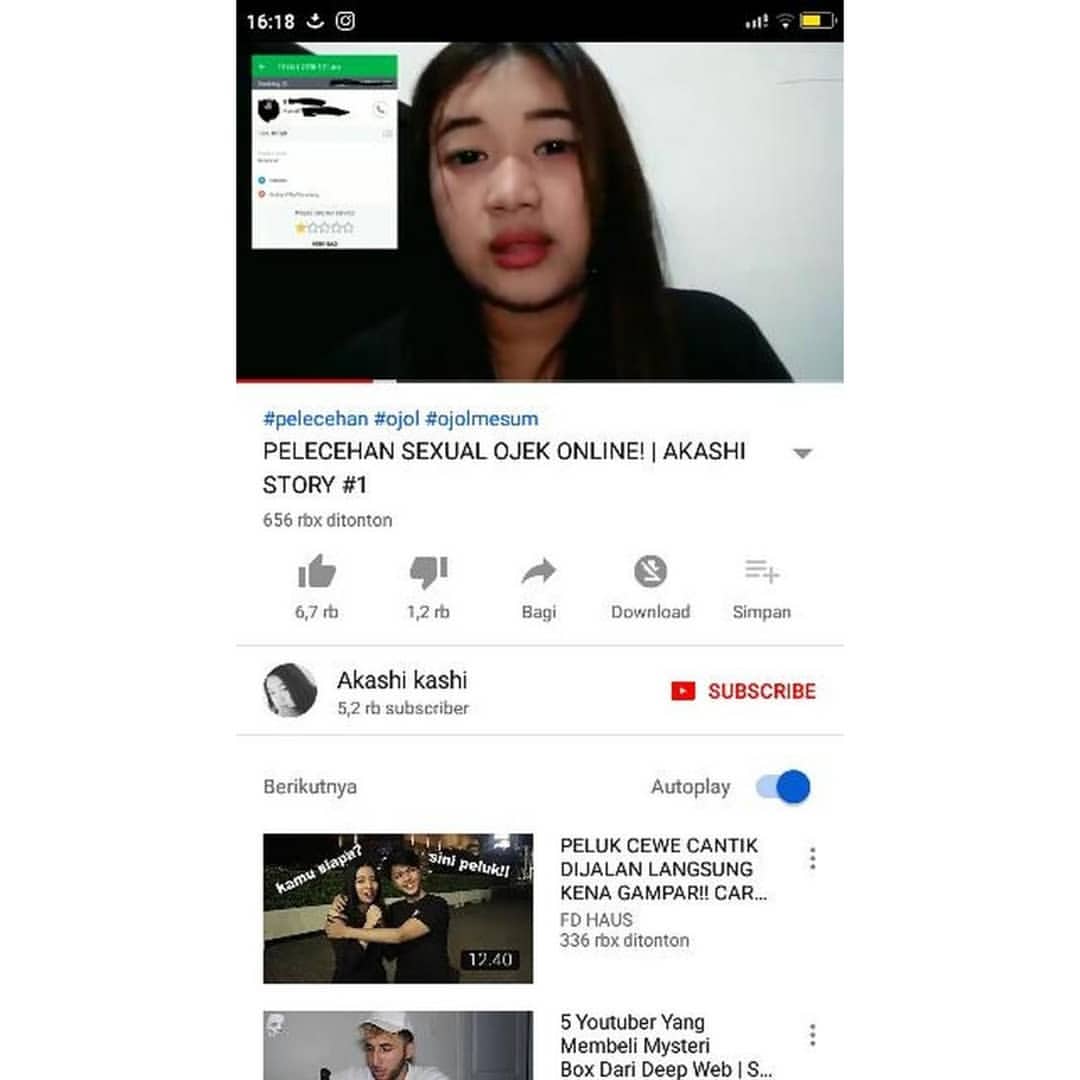 16:18
#pelecehan #ojol #ojolmesum
PELECEHAN SEXUAL OJEK ONLINE! | AKASHI
STORY #1
656 rbx ditonton
6,7 rb
1,2 rb
Bagi
Download
Simpan
Akashi kashi
5,2 rb subscriber
SUBSCRIBE
Berikutnya
Autoplay
kamu siapa?
sini peluk!!
12.40
PELUK CEWE CANTIK
DIJALAN LANGSUNG
KENA GAMPAR!! CAR...
FD HAUS
336 rbx ditonton
5 Youtuber Yang
Membeli Mysteri
Box Dari Deep Web | S...